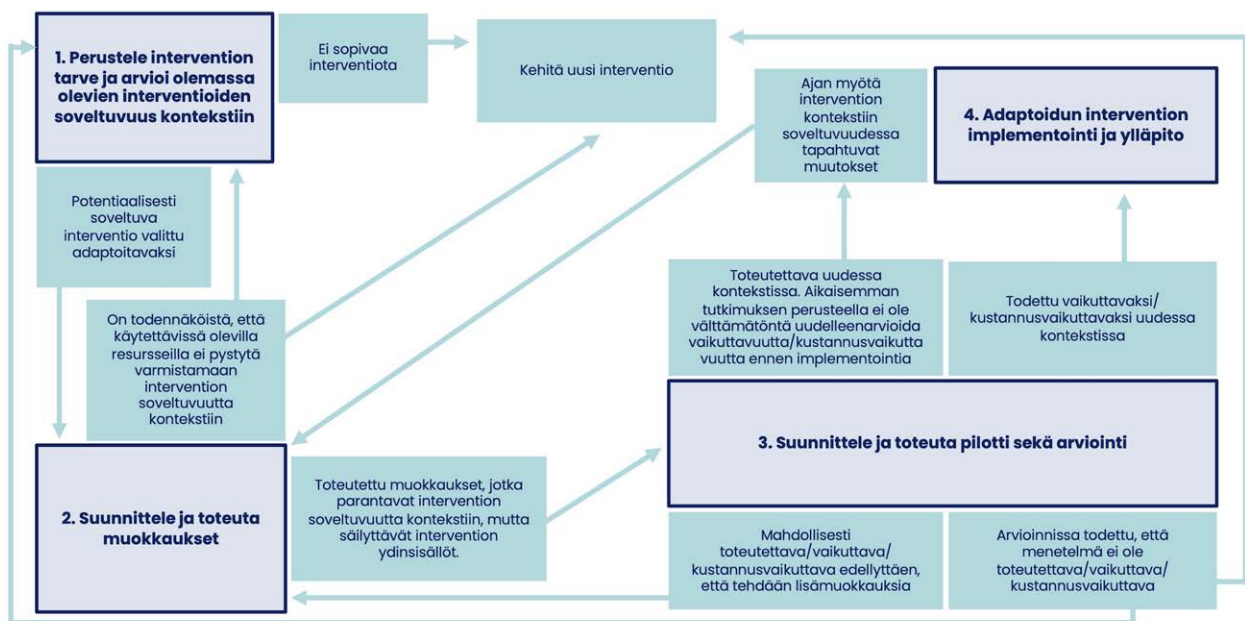 1. Perustele intervention
tarve ja arvioi olemassa
olevien interventioiden
soveltuvuus kontekstiin
Ei sopivaa
interventiota
Kehitä uusi interventio
Ajan myötä
intervention
kontekstiin
soveltuvuudessa
tapahtuvat
muutokset
4. Adaptoidun intervention
implementointi ja ylläpito
Potentiaalisesti
soveltuva
interventio valittu
adaptoitavaksi
On todennäköistä, että
käytettävissä olevilla
resursseilla ei pystytä
varmistamaan
intervention
soveltuvuutta
kontekstiin
Toteutettava uudessa
kontekstissa. Aikaisemman
tutkimuksen perusteella ei ole
välttämätöntä uudelleenarvioida
vaikuttavuutta/kustannusvaikutta
vuutta ennen implementointia
Todettu vaikuttavaksi/
kustannusvaikuttavaksi uudessa
kontekstissa
3. Suunnittele ja toteuta pilotti sekä arviointi
2. Suunnittele ja toteuta
muokkaukset
Toteutettu muokkaukset, jotka
parantavat intervention
soveltuvuutta kontekstiin, mutta
säilyttävät intervention
ydinsisällöt.
Mahdollisesti
toteutettava/vaikuttava/
kustannusvaikuttava edellyttäen,
että tehdään lisämuokkauksia
Arvioinnissa todettu, että
menetelmä ei ole
toteutettava/vaikuttava/
kustannusvaikuttava